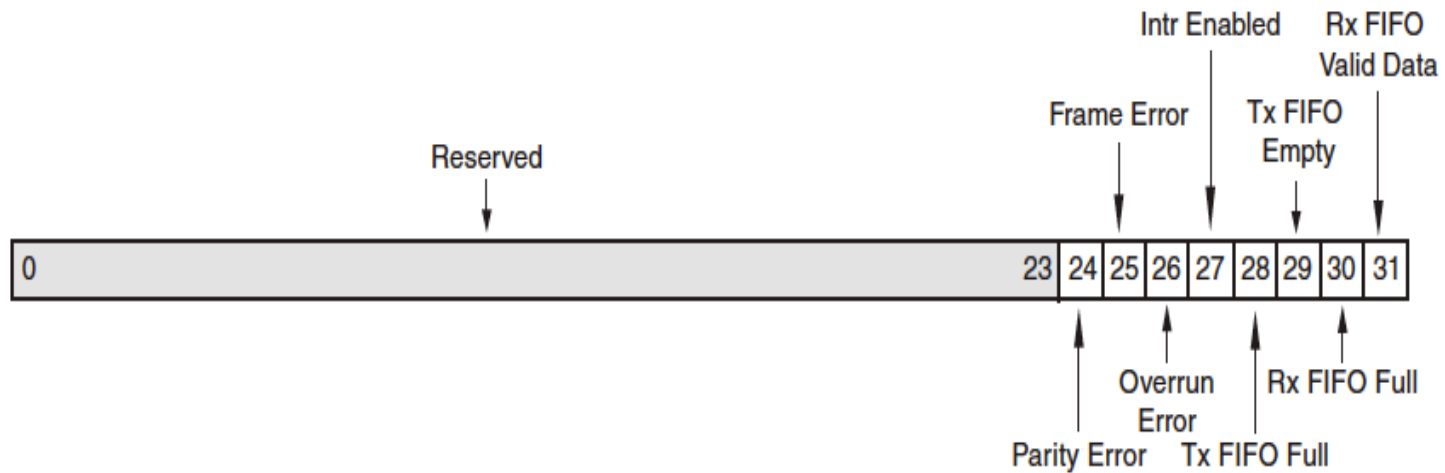 Intr Enabled
Rx FIFO
Valid Data
Frame Error
Tx FIFO
Empty
Reserved
0 23 24 25 26 27 28 29 30 31
Overrun
Error
Rx FIFO Full
Parity Error
Tx FIFO Full